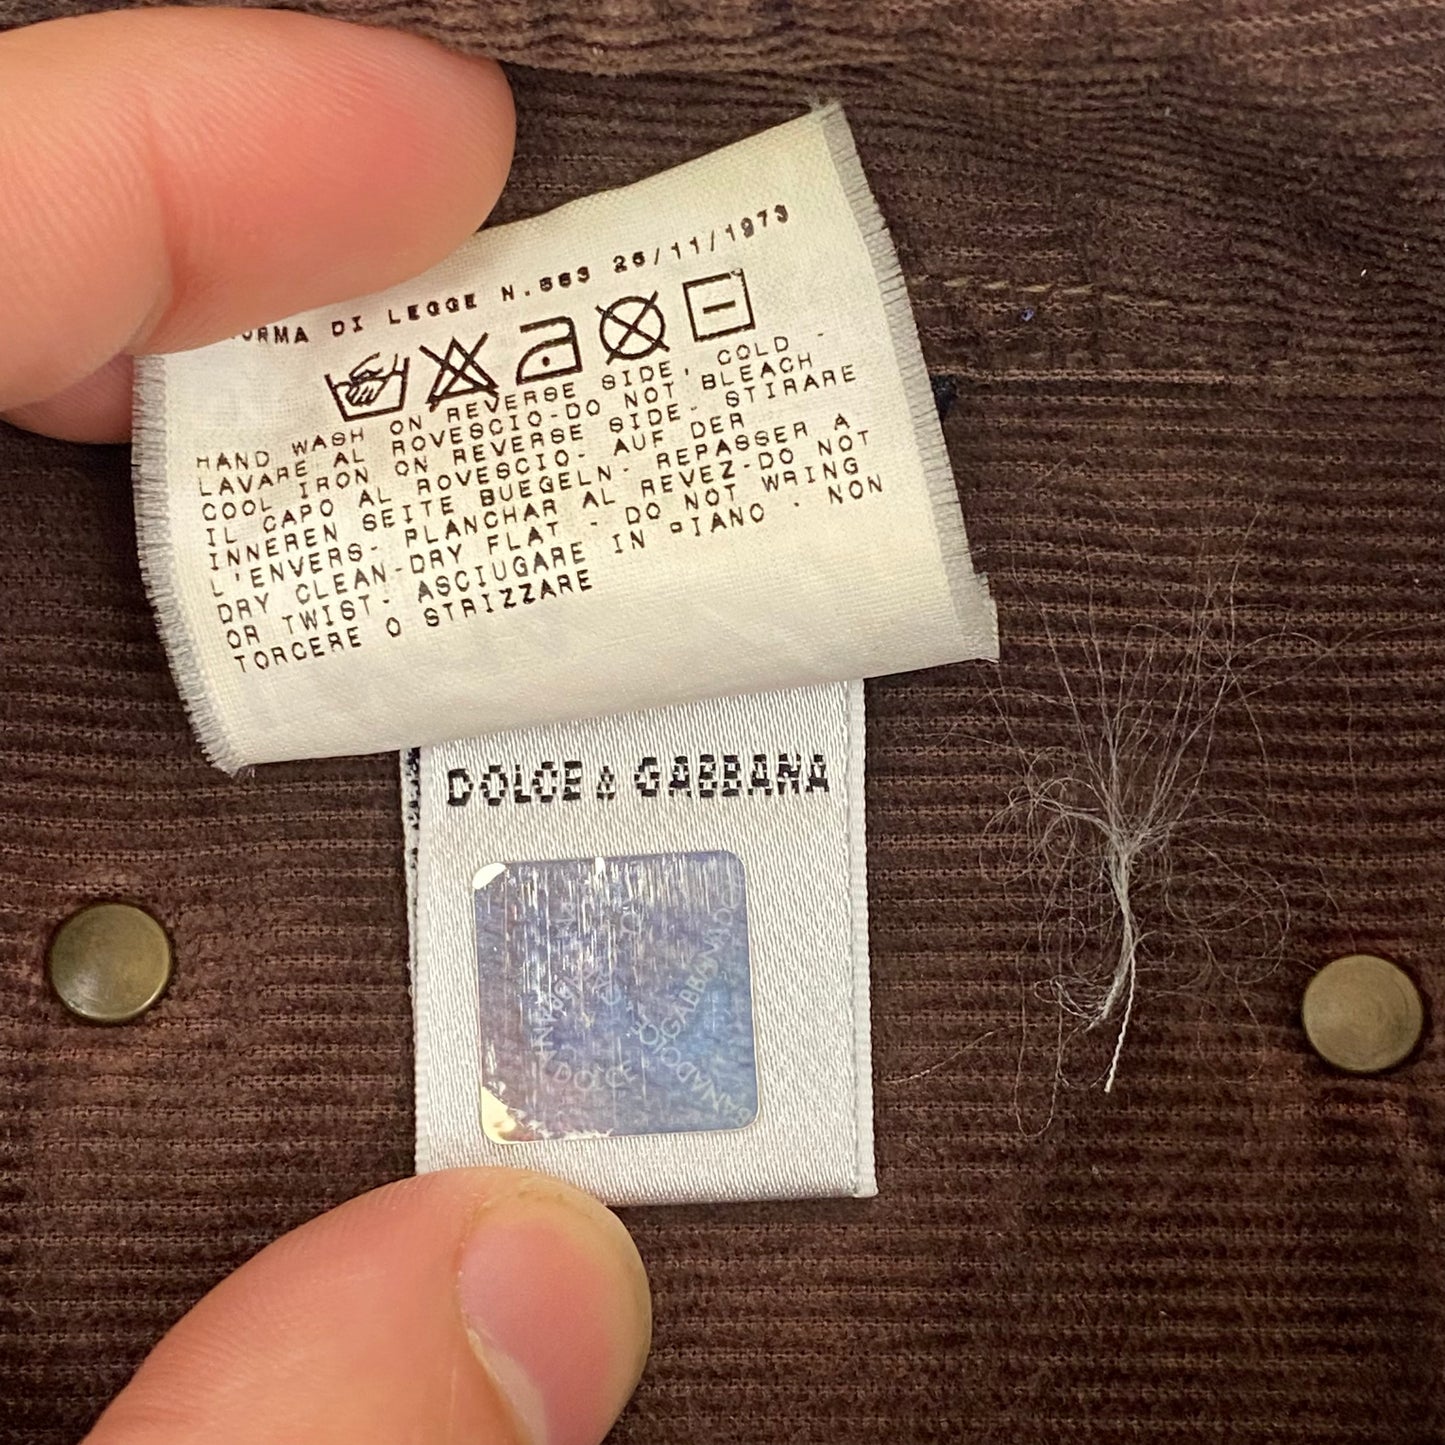 NORMA DI LEGGE N.883 26/11/1973
HAND WASH ON REVERSE SIDE, COLD -
LAVARE AL ROVESCIO-DO NOT BLEACH
COOL IRON ON REVERSE SIDE- STIRARE
IL CAPO AL ROVESCIO- AUF DER
INNEREN SEITE BUEGELN- REPASSER A
L'ENVERS- PLANCHAR AL REVEZ-DO NOT
DRY CLEAN-DRY FLAT - DO NOT WRING
OR TWIST- ASCIUGARE IN PIANO - NON
TORCERE O STRIZZARE
DOLCE & GABBANA
DOLCE
GABBANA